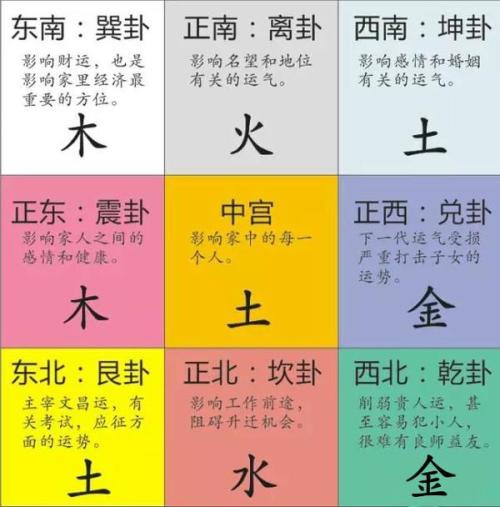 东南：巽卦
影响财运，也是
影响家里经济最
重要的方位。
木
正南：离卦
影响名望和地位
有关的运气。
火
西南：坤卦
影响感情和婚姻
有关的运气。
土
正东：震卦
影响家人之间的
感情和健康。
木
中宫
影响家中的每一
个人。
土
正西：兑卦
下一代运气受损
严重打击子女的
运势。
金
东北：艮卦
主宰文昌运，有
关考试，应征方
面的运势。
土
正北：坎卦
影响工作前途，
阻碍升迁机会。
水
西北：乾卦
削弱贵人运，甚
至容易犯小人，
很难有良师益友。
金